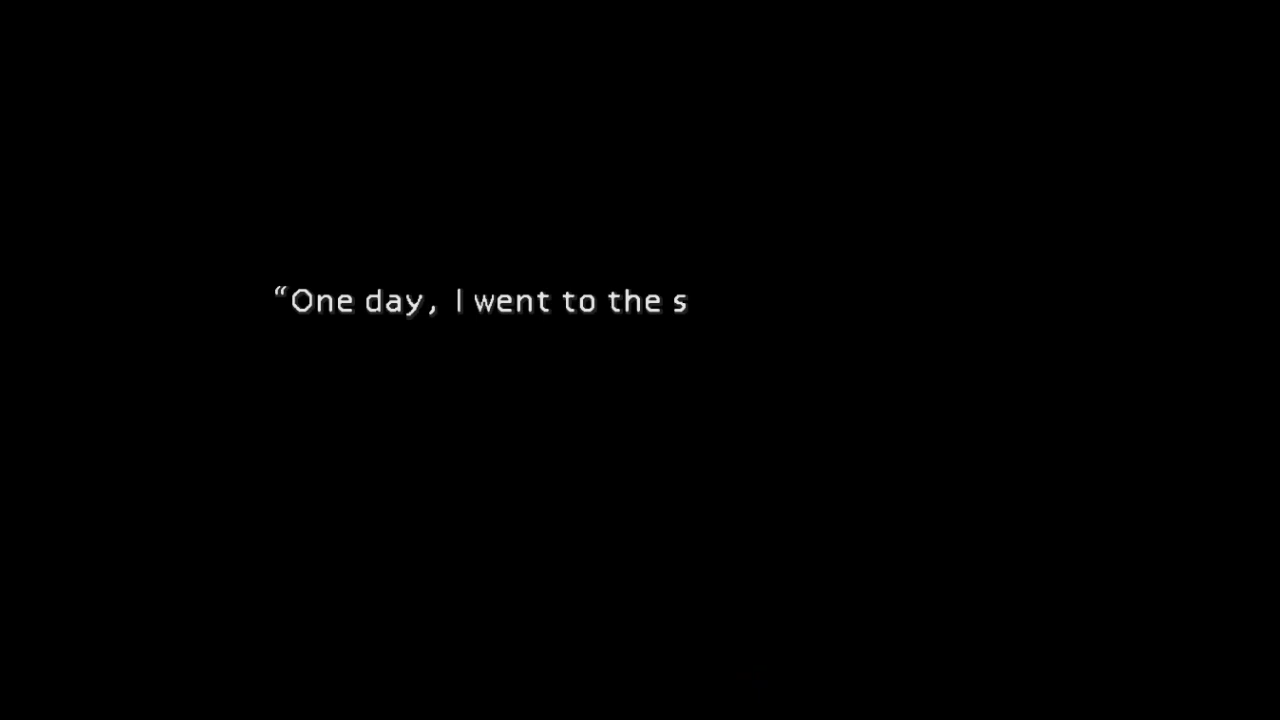 “One day, I went to the s